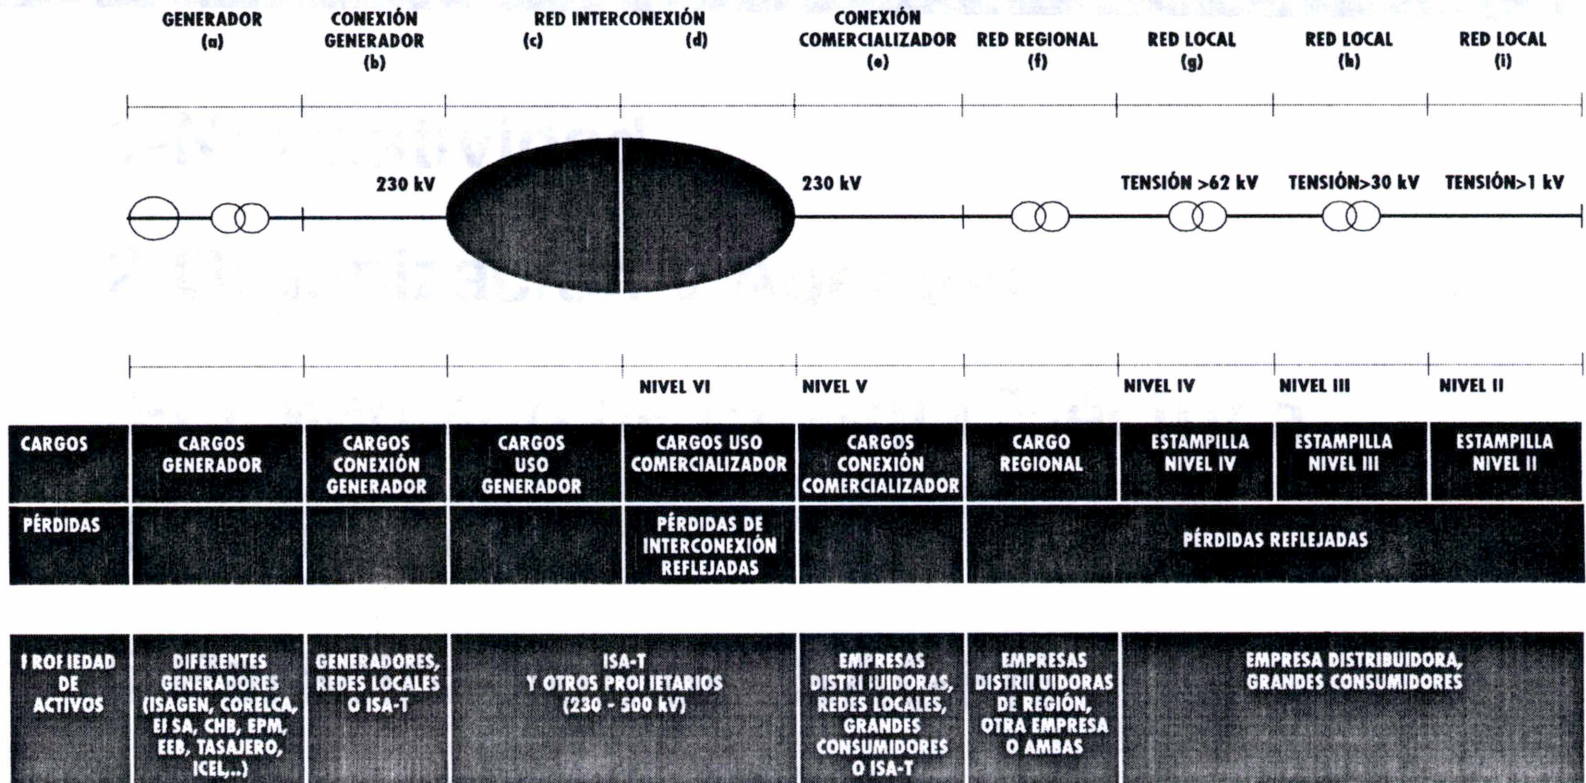 GENERADOR
(a)
CONEXIÓN
GENERADOR
(b)
RED INTERCONEXIÓN
(c)
(d)
CONEXIÓN
COMERCIALIZADOR
(e)
RED REGIONAL
(f)
RED LOCAL
(g)
RED LOCAL
(h)
RED LOCAL
(i)
230 kV
230 kV
TENSIÓN >62 kV
TENSIÓN>30 kV
TENSIÓN>1 kV
NIVEL VI
NIVEL V
NIVEL IV
NIVEL III
NIVEL II
CARGOS
CARGOS
GENERADOR
CARGOS
CONEXIÓN
GENERADOR
CARGOS
USO
GENERADOR
CARGOS USO
COMERCIALIZADOR
CARGOS
CONEXIÓN
COMERCIALIZADOR
CARGO
REGIONAL
ESTAMPILLA
NIVEL IV
ESTAMPILLA
NIVEL III
ESTAMPILLA
NIVEL II
PÉRDIDAS
PÉRDIDAS DE
INTERCONEXIÓN
REFLEJADAS
PÉRDIDAS REFLEJADAS
PROPIEDAD
DE
ACTIVOS
DIFERENTES
GENERADORES
(ISAGEN, CORELCA,
EPSA, CHB, EPM,
EEB, TASAJERO,
ICEL,..)
GENERADORES,
REDES LOCALES
O ISA-T
ISA-T
Y OTROS PROPIETARIOS
(230 - 500 kV)
EMPRESAS
DISTRIBUIDORAS,
REDES LOCALES,
GRANDES
CONSUMIDORES
O ISA-T
EMPRESAS
DISTRIBUIDORAS
DE REGIÓN,
OTRA EMPRESA
O AMBAS
EMPRESA DISTRIBUIDORA,
GRANDES CONSUMIDORES